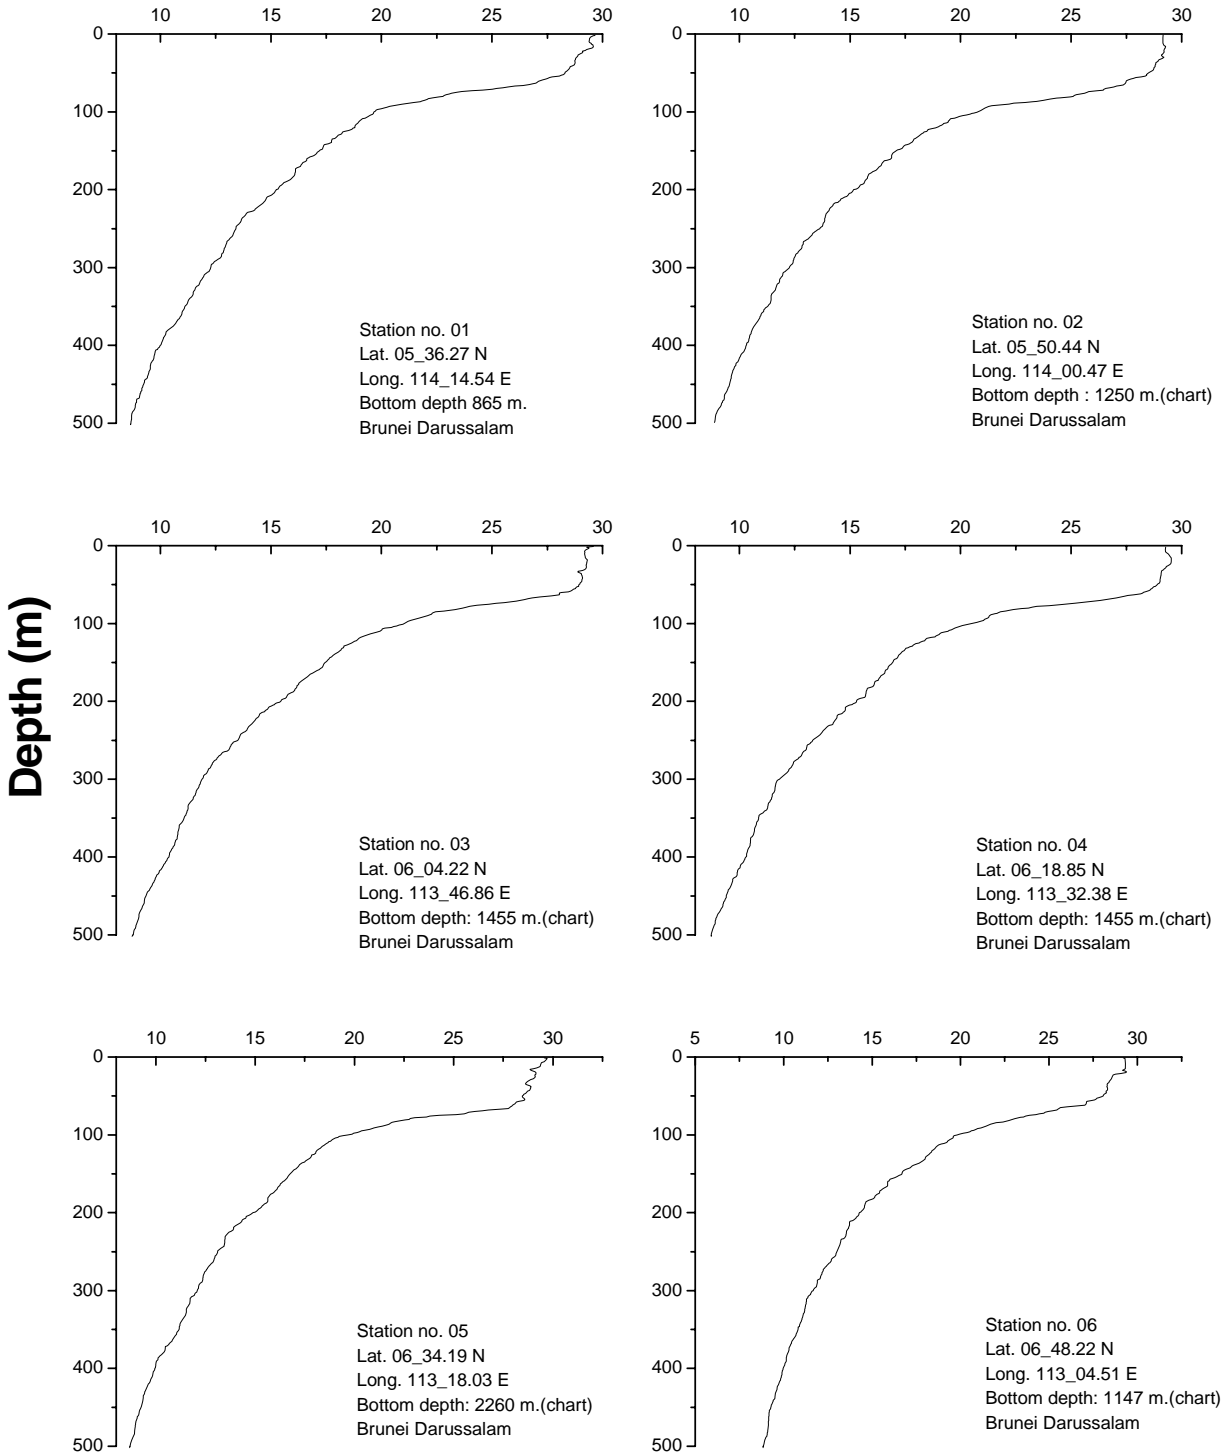 Depth (m)
10 15 20 25 30
0
100
200
300
400
500
Station no. 01
Lat. 05_36.27 N
Long. 114_14.54 E
Bottom depth 865 m.
Brunei Darussalam
10 15 20 25 30
0
100
200
300
400
500
Station no. 02
Lat. 05_50.44 N
Long. 114_00.47 E
Bottom depth : 1250 m.(chart)
Brunei Darussalam
10 15 20 25 30
0
100
200
300
400
500
Station no. 03
Lat. 06_04.22 N
Long. 113_46.86 E
Bottom depth: 1455 m.(chart)
Brunei Darussalam
10 15 20 25 30
0
100
200
300
400
500
Station no. 04
Lat. 06_18.85 N
Long. 113_32.38 E
Bottom depth: 1455 m.(chart)
Brunei Darussalam
10 15 20 25 30
0
100
200
300
400
500
Station no. 05
Lat. 06_34.19 N
Long. 113_18.03 E
Bottom depth: 2260 m.(chart)
Brunei Darussalam
5 10 15 20 25 30
0
100
200
300
400
500
Station no. 06
Lat. 06_48.22 N
Long. 113_04.51 E
Bottom depth: 1147 m.(chart)
Brunei Darussalam